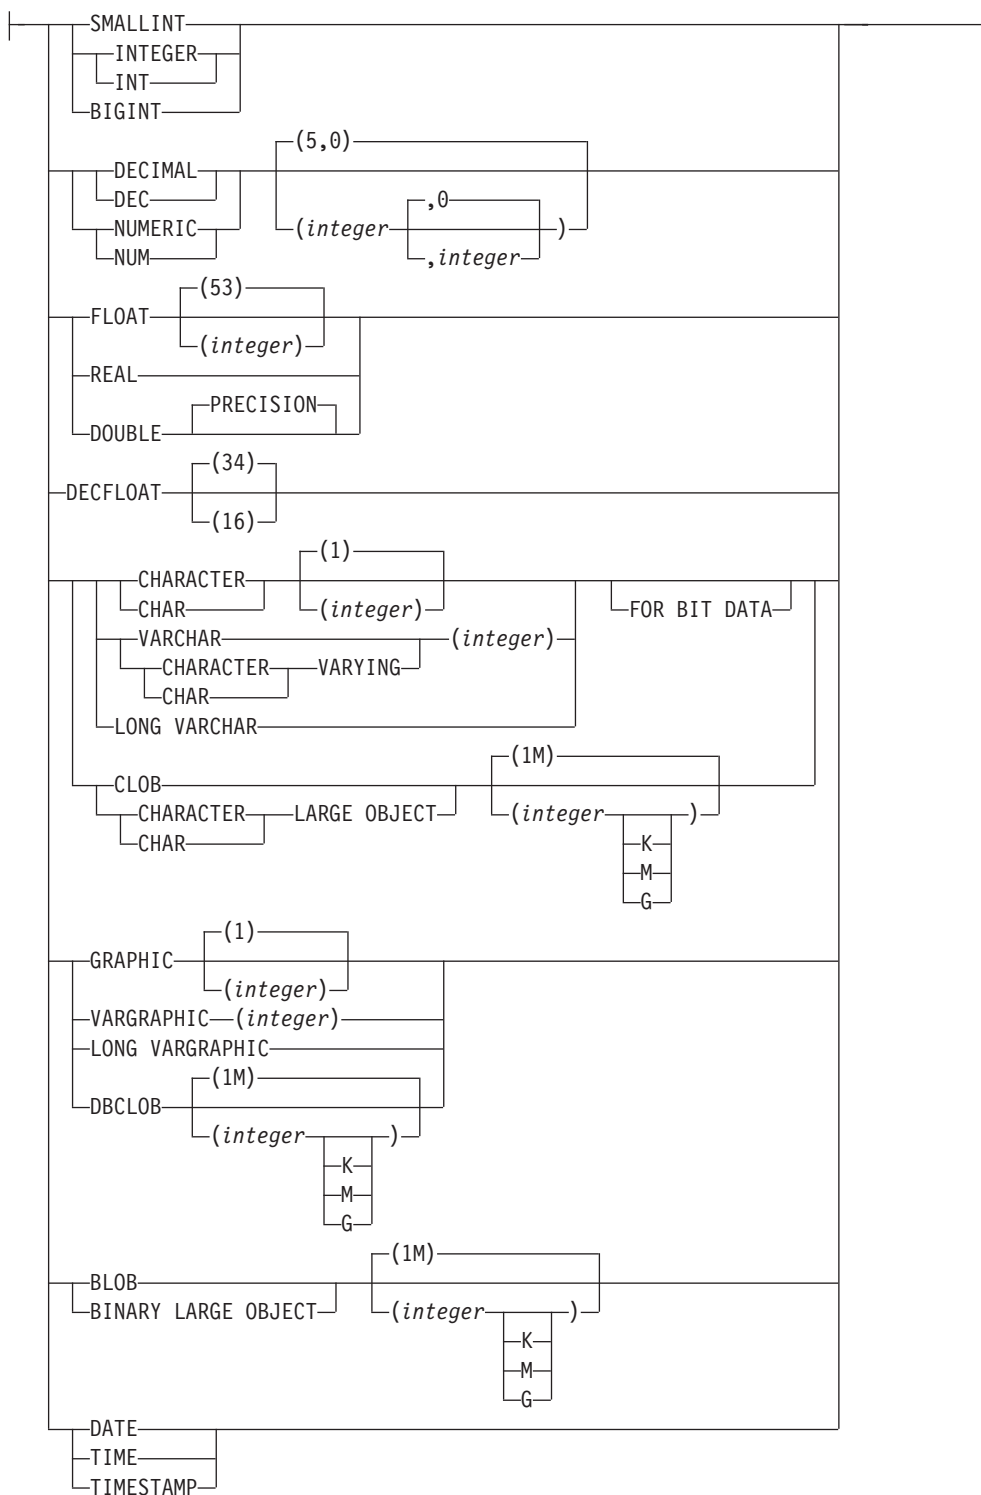 SMALLINT
INTEGER
INT
BIGINT
(5,0)
DECIMAL
DEC ,0
NUMERIC (integer )
NUM ,integer
(53)
FLOAT
(integer)
REAL
PRECISION
DOUBLE
(34)
DECFLOAT
(16)
(1)
CHARACTER
CHAR (integer) FOR BIT DATA
VARCHAR (integer)
CHARACTER VARYING
CHAR
LONG VARCHAR
(1M)
CLOB
CHARACTER LARGE OBJECT (integer )
CHAR K
M
G
(1)
GRAPHIC
(integer)
VARGRAPHIC (integer)
LONG VARGRAPHIC
(1M)
DBCLOB
(integer )
K
M
G
(1M)
BLOB
BINARY LARGE OBJECT (integer )
K
M
G
DATE
TIME
TIMESTAMP